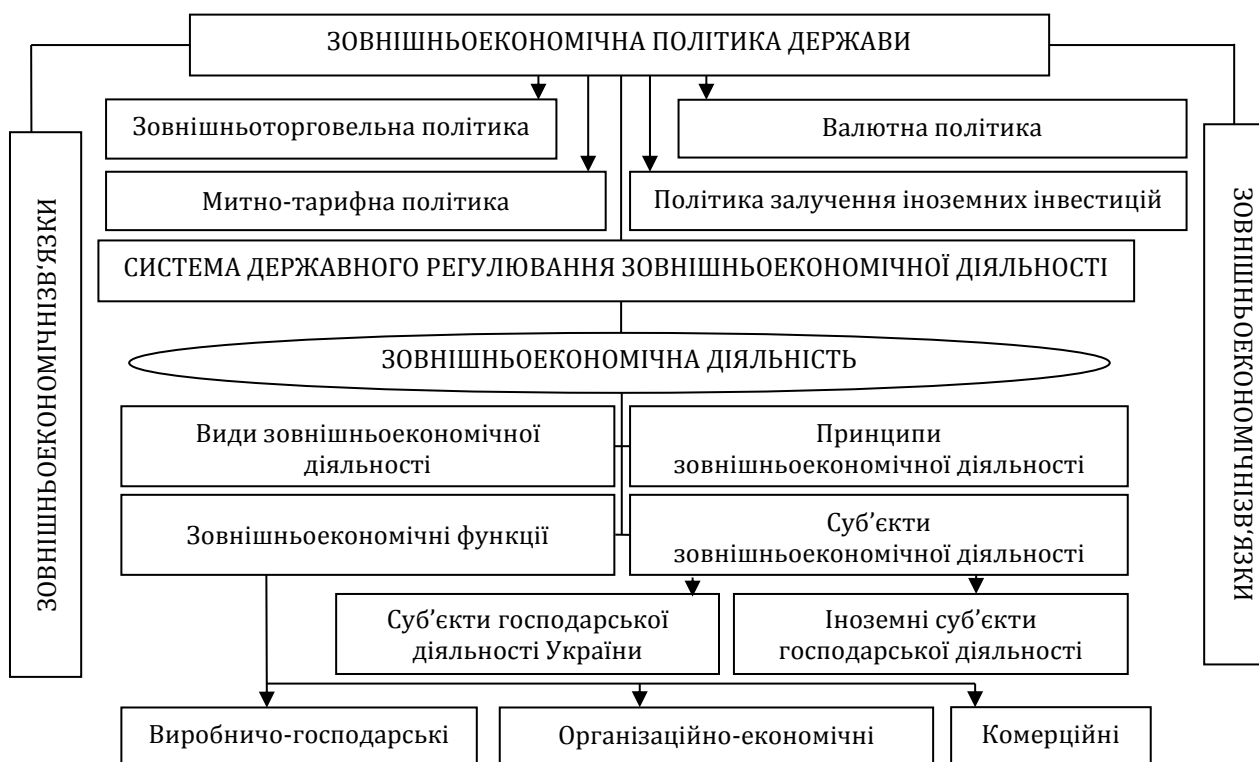 ЗОВНІШНЬОЕКОНОМІЧНА ПОЛІТИКА ДЕРЖАВИ
Зовнішньоторговельна політика
Валютна політика
Митно-тарифна політика
Політика залучення іноземних інвестицій
СИСТЕМА ДЕРЖАВНОГО РЕГУЛЮВАННЯ ЗОВНІШНЬОЕКОНОМІЧНОЇ ДІЯЛЬНОСТІ
ЗОВНІШНЬОЕКОНОМІЧНА ДІЯЛЬНІСТЬ
Види зовнішньоекономічної
діяльності
Принципи
зовнішньоекономічної діяльності
Зовнішньоекономічні функції
Суб’єкти
зовнішньоекономічної діяльності
Суб’єкти господарської
діяльності України
Іноземні суб’єкти
господарської діяльності
Виробничо-господарські
Організаційно-економічні
Комерційні
ЗОВНІШНЬОЕКОНОМІЧНІЗВ‘ЯЗКИ
ЗОВНІШНЬОЕКОНОМІЧНІЗВ‘ЯЗКИ